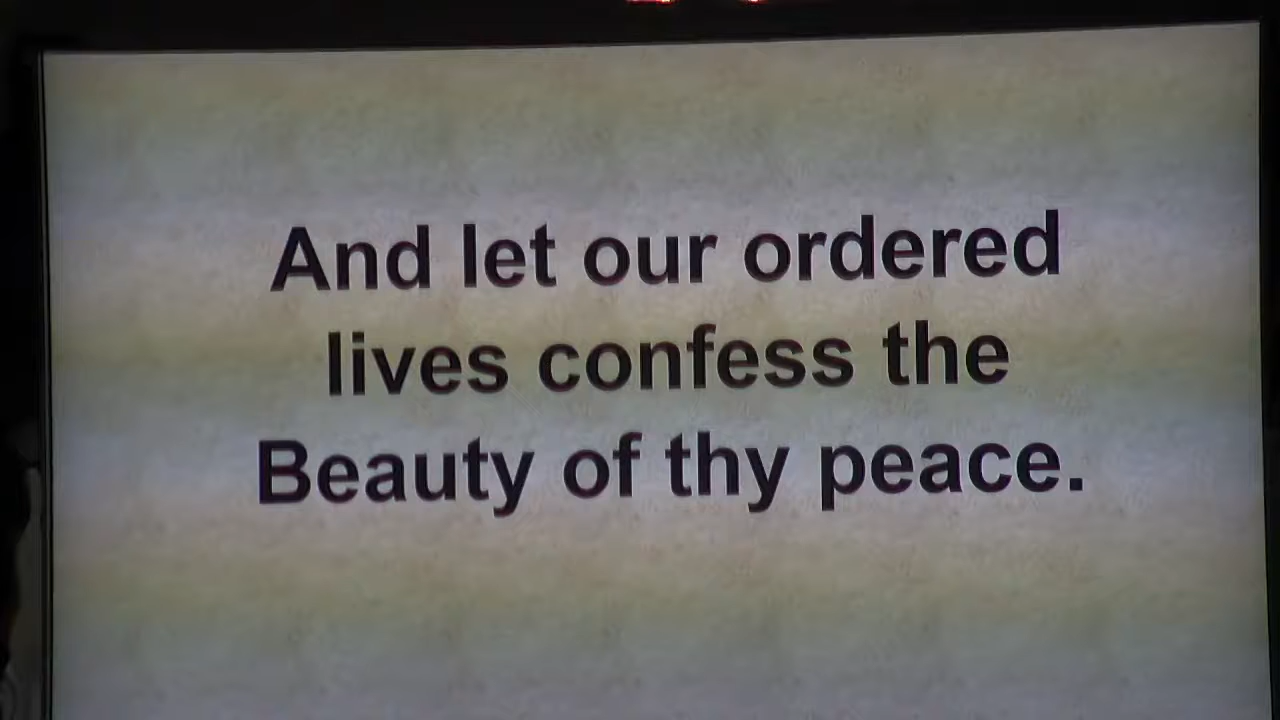 And let our ordered
lives confess the
Beauty of thy peace.